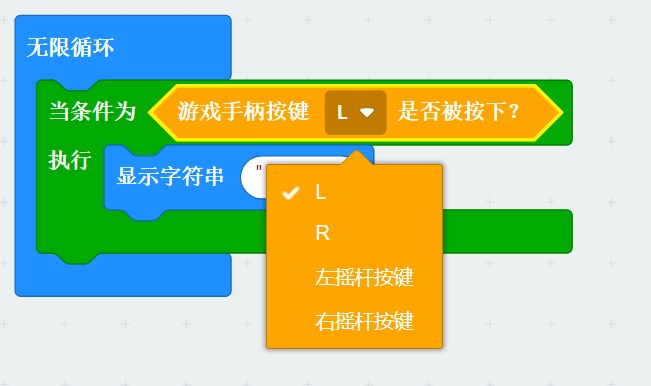 无限循环
当条件为 游戏手柄按键 L 是否被按下？
执行 显示字符串 "
L
R
左摇杆按键
右摇杆按键